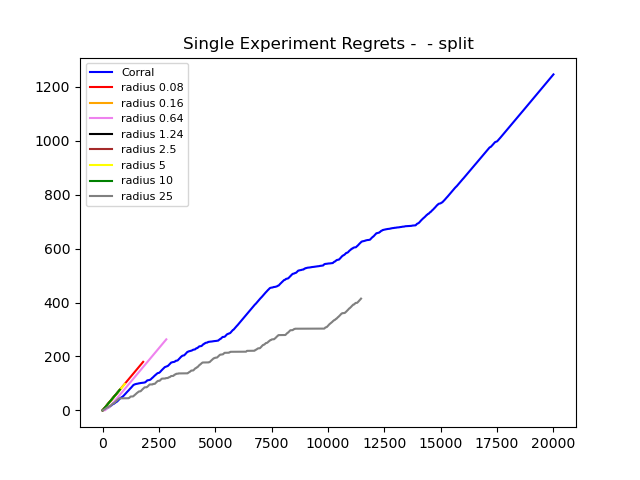 Single Experiment Regrets -  - split
Corral
radius 0.08
radius 0.16
radius 0.64
radius 1.24
radius 2.5
radius 5
radius 10
radius 25
1200
1000
800
600
400
200
0
0 2500 5000 7500 10000 12500 15000 17500 20000